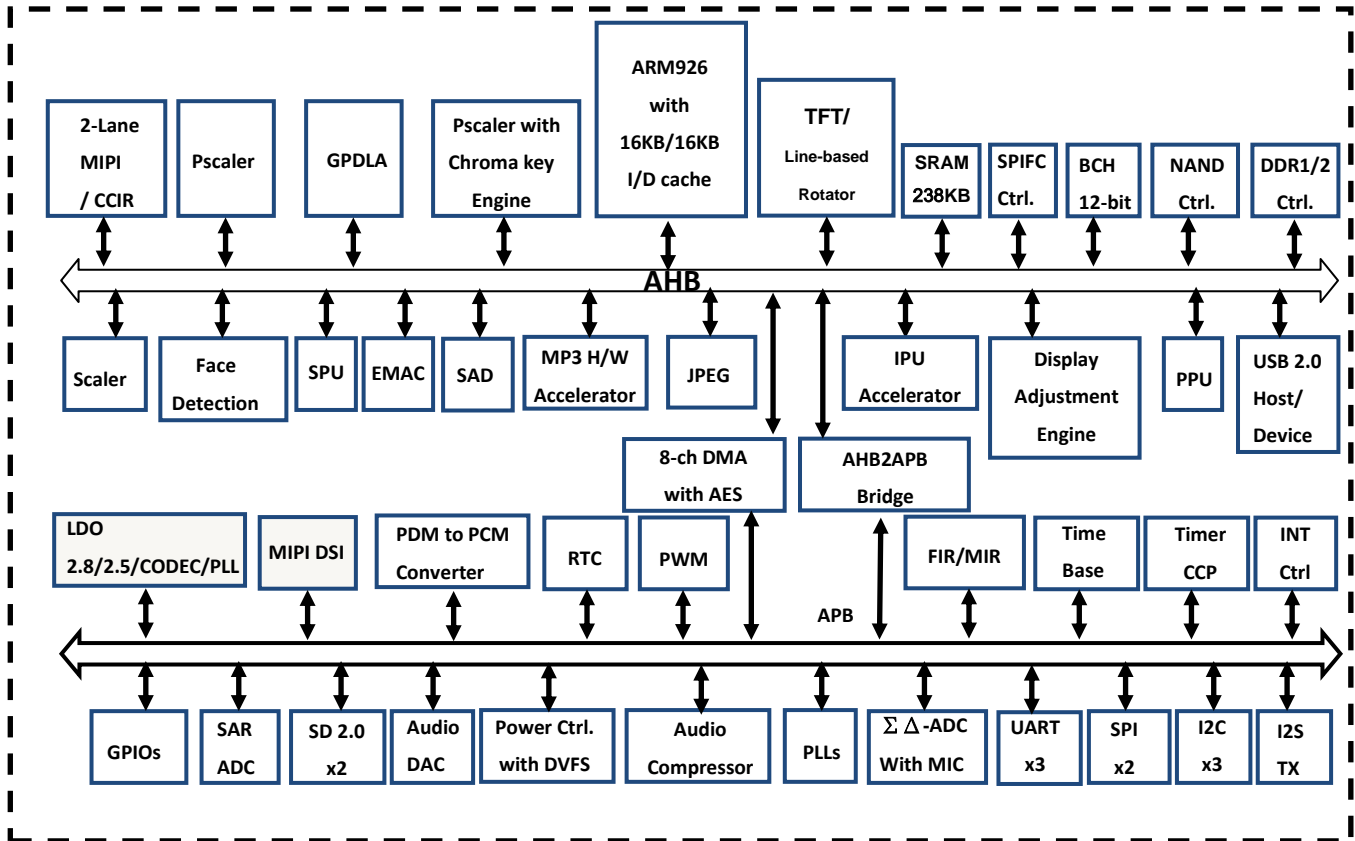 2-Lane
MIPI
/ CCIR
Pscaler
GPDLA
Pscaler with
Chroma key
Engine
ARM926
with
16KB/16KB
I/D cache
TFT/
Line-based
Rotator
SRAM
238KB
SPIFC
Ctrl.
BCH
12-bit
NAND
Ctrl.
DDR1/2
Ctrl.
AHB
Scaler
Face
Detection
SPU
EMAC
SAD
MP3 H/W
Accelerator
JPEG
IPU
Accelerator
Display
Adjustment
Engine
PPU
USB 2.0
Host/
Device
8-ch DMA
with AES
AHB2APB
Bridge
LDO
2.8/2.5/CODEC/PLL
MIPI DSI
PDM to PCM
Converter
RTC
PWM
FIR/MIR
Time
Base
Timer
CCP
INT
Ctrl
APB
GPIOs
SAR
ADC
SD 2.0
x2
Audio
DAC
Power Ctrl.
with DVFS
Audio
Compressor
PLLs
Σ Δ-ADC
With MIC
UART
x3
SPI
x2
I2C
x3
I2S
TX